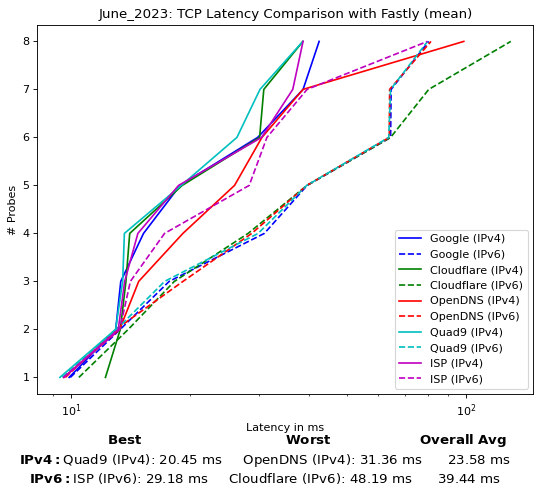 June_2023: TCP Latency Comparison with Fastly (mean)
8
7
6
5
4
3
2
1
# Probes
Google (IPv4)
Google (IPv6)
Cloudflare (IPv4)
Cloudflare (IPv6)
OpenDNS (IPv4)
OpenDNS (IPv6)
Quad9 (IPv4)
Quad9 (IPv6)
ISP (IPv4)
ISP (IPv6)
10¹ 10²
Latency in ms
Best Worst Overall Avg
IPv4: Quad9 (IPv4): 20.45 ms OpenDNS (IPv4): 31.36 ms 23.58 ms
IPv6: ISP (IPv6): 29.18 ms Cloudflare (IPv6): 48.19 ms 39.44 ms